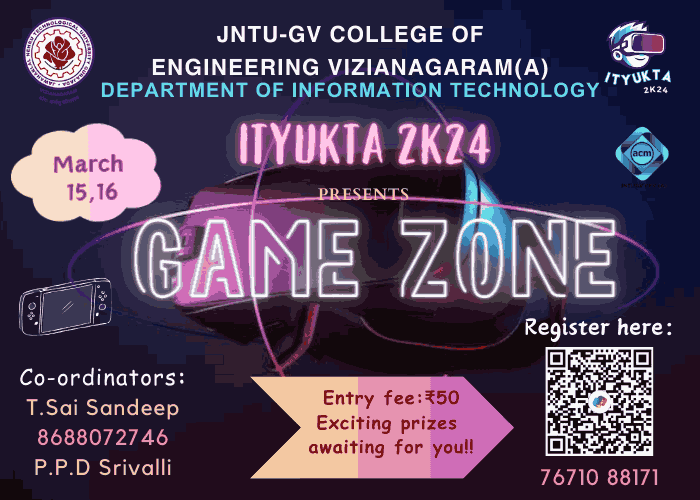 JNTU-GV COLLEGE OF
ENGINEERING VIZIANAGARAM(A)
DEPARTMENT OF INFORMATION TECHNOLOGY
ITYUKTA
2K24
ITYUKTA 2K24
acm
March
15,16
PRESENTS
GAME ZONE
Register here:
Co-ordinators:
T.Sai Sandeep
8688072746
P.P.D Srivalli
Entry fee:₹50
Exciting prizes
awaiting for you!!
76710 88171